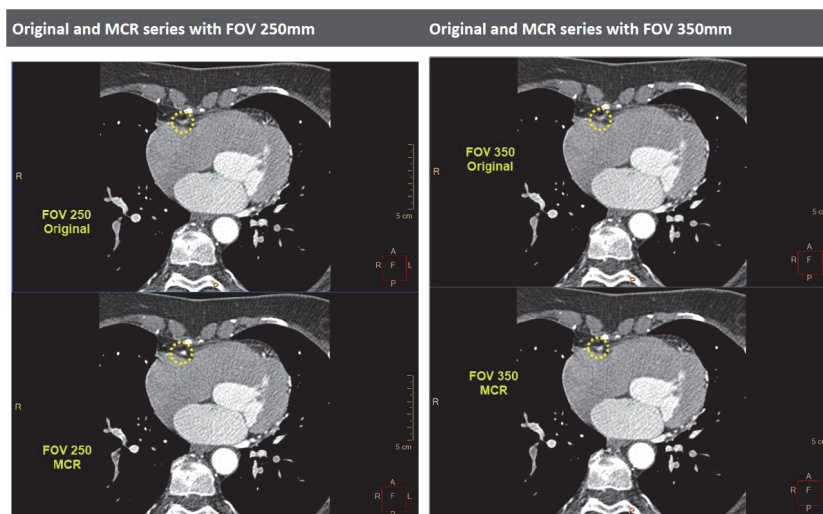 Original and MCR series with FOV 250mm
Original and MCR series with FOV 350mm
R
FOV 250
Original
5 cm
A
R F L
P
P
R
FOV 350
Original
5 c
A
R F
P
P
R
FOV 250
MCR
5 cm
A
R F L
P
R
FOV 350
MCR
5 c
A
R F
P